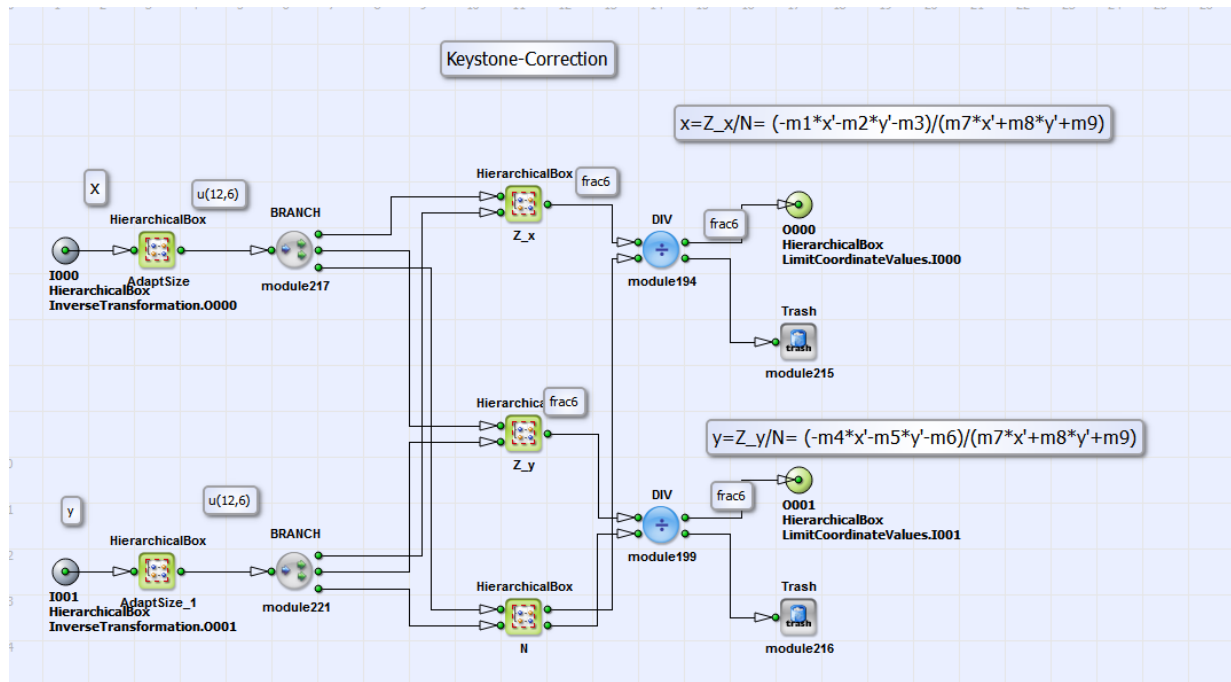 Keystone-Correction
x=Z_x/N= (-m1*x'-m2*y'-m3)/(m7*x'+m8*y'+m9)
X
u(12,6)
HierarchicalBox
AdaptSize
I000
HierarchicalBox
InverseTransformation.O000
BRANCH
module217
HierarchicalBox
frac6
Z_x
DIV
module194
frac6
O000
HierarchicalBox
LimitCoordinateValues.I000
Trash
trash
module215
Hierarchica
frac6
Z_y
y=Z_y/N= (-m4*x'-m5*y'-m6)/(m7*x'+m8*y'+m9)
y
u(12,6)
HierarchicalBox
AdaptSize_1
I001
HierarchicalBox
InverseTransformation.O001
BRANCH
module221
DIV
module199
frac6
O001
HierarchicalBox
LimitCoordinateValues.I001
HierarchicalBox
N
Trash
trash
module216